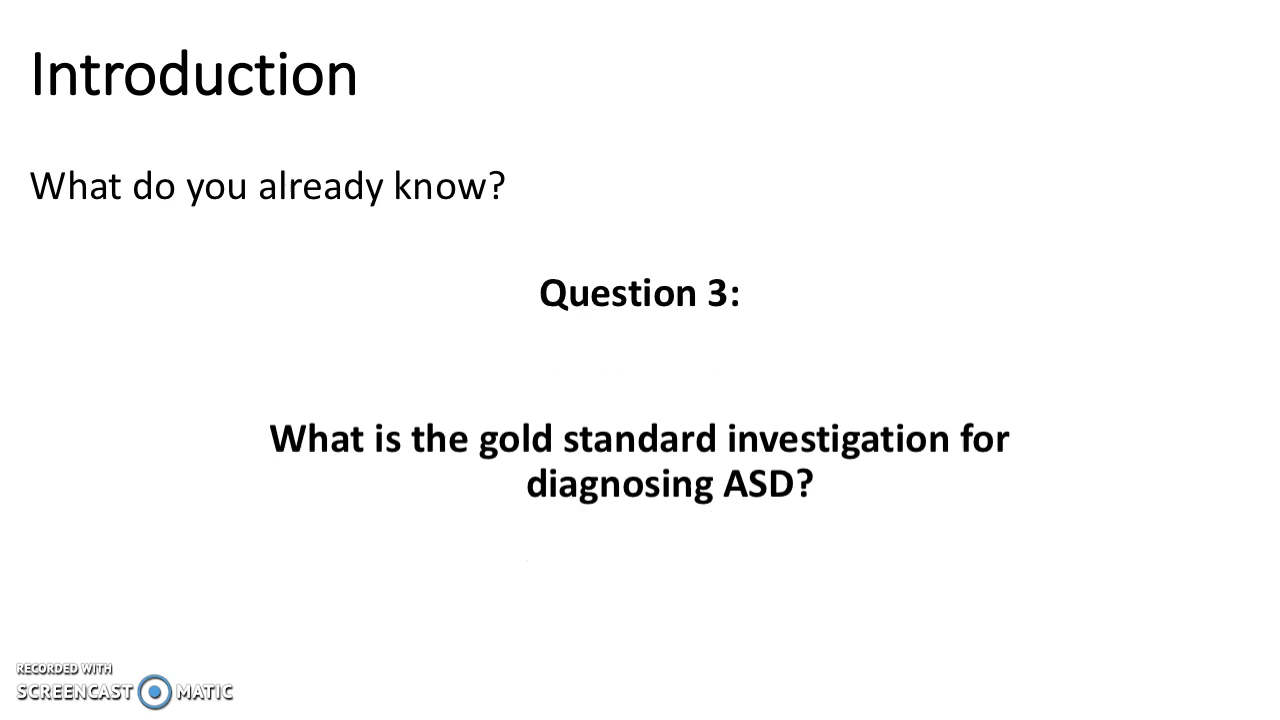 Introduction
What do you already know?
Question 3:
What is the gold standard investigation for
diagnosing ASD?
RECORDED WITH
SCREENCAST MATIC